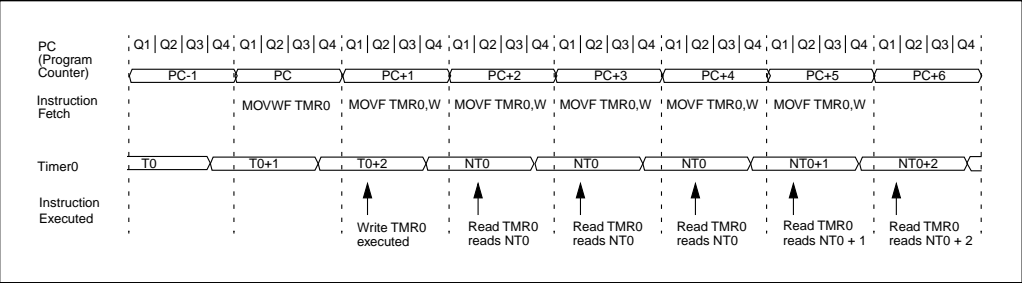 Q1 Q2 Q3 Q4 Q1 Q2 Q3 Q4 Q1 Q2 Q3 Q4 Q1 Q2 Q3 Q4 Q1 Q2 Q3 Q4 Q1 Q2 Q3 Q4 Q1 Q2 Q3 Q4 Q1 Q2 Q3 Q4
PC
(Program
Counter)
PC-1 PC PC+1 PC+2 PC+3 PC+4 PC+5 PC+6
Instruction
Fetch
MOVWF TMR0 MOVF TMR0,W MOVF TMR0,W MOVF TMR0,W MOVF TMR0,W MOVF TMR0,W
Timer0
T0 T0+1 T0+2 NT0 NT0 NT0 NT0+1 NT0+2
Instruction
Executed
Write TMR0 Read TMR0 Read TMR0 Read TMR0 Read TMR0 Read TMR0
executed reads NT0 reads NT0 reads NT0 reads NT0 + 1 reads NT0 + 2